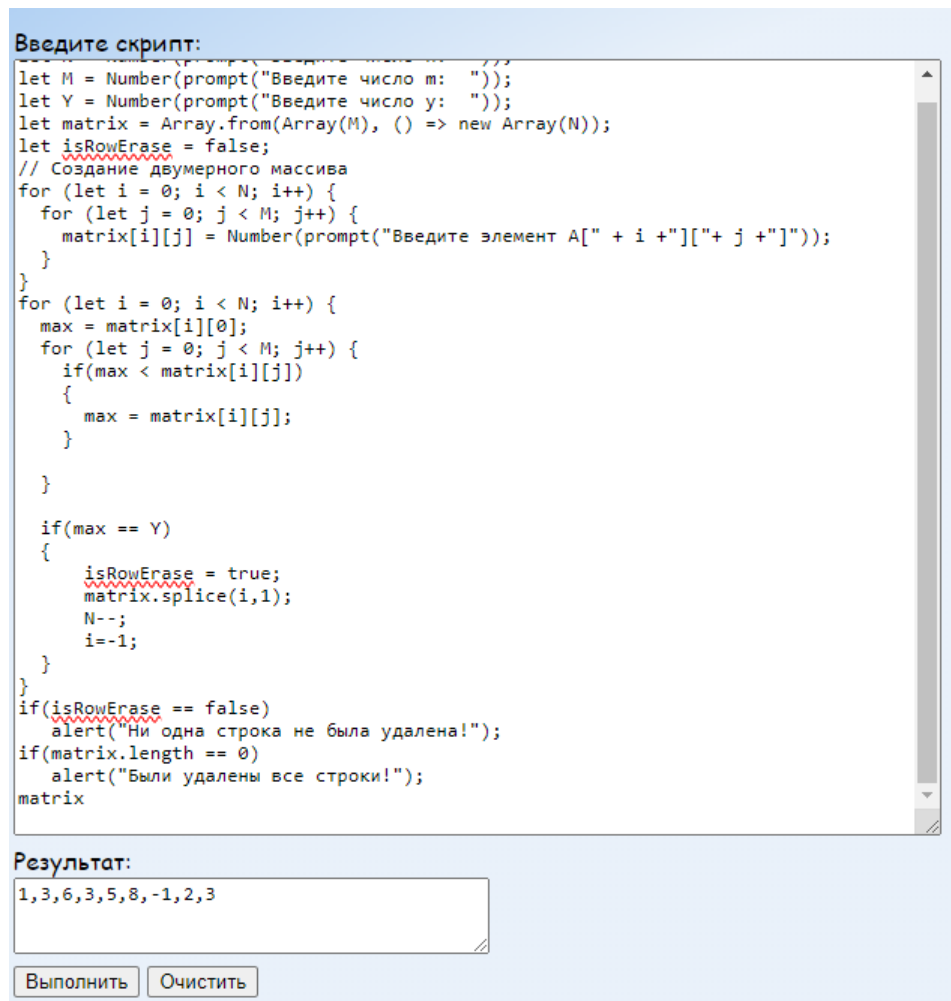 Введите скрипт:
let M = Number(prompt("Введите число m:  "));
let Y = Number(prompt("Введите число y:  "));
let matrix = Array.from(Array(M), () => new Array(N));
let isRowErase = false;
// Создание двумерного массива
for (let i = 0; i < N; i++) {
  for (let j = 0; j < M; j++) {
    matrix[i][j] = Number(prompt("Введите элемент A[" + i +"]["+ j +"]"));
  }
}
for (let i = 0; i < N; i++) {
  max = matrix[i][0];
  for (let j = 0; j < M; j++) {
    if(max < matrix[i][j])
    {
      max = matrix[i][j];
    }
  }
  if(max == Y)
  {
      isRowErase = true;
      matrix.splice(i,1);
      N--;
      i=-1;
  }
}
if(isRowErase == false)
   alert("Ни одна строка не была удалена!");
if(matrix.length == 0)
   alert("Были удалены все строки!");
matrix
Результат:
1,3,6,3,5,8,-1,2,3
Выполнить Очистить